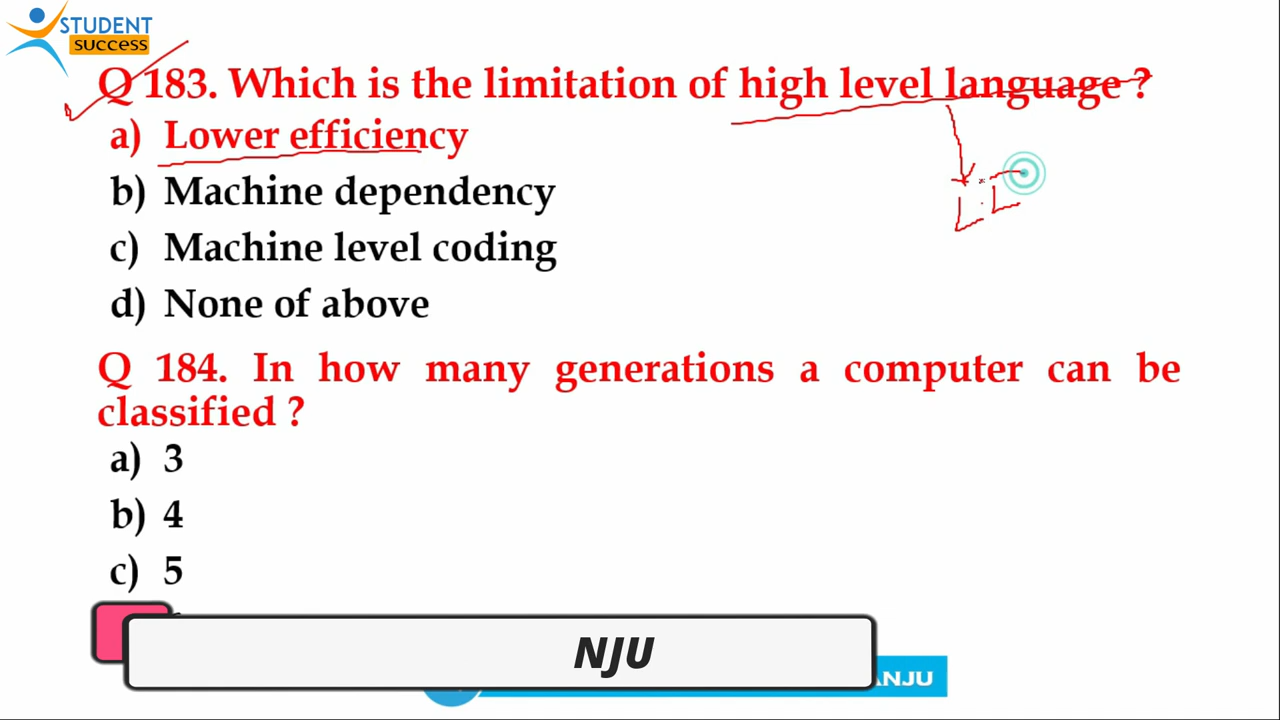 STUDENT
SUCCESS
Q 183. Which is the limitation of high level language ?
a) Lower efficiency
b) Machine dependency
c) Machine level coding
d) None of above
L.L
Q 184. In how many generations a computer can be
classified ?
a) 3
b) 4
c) 5
NJU
ANJU